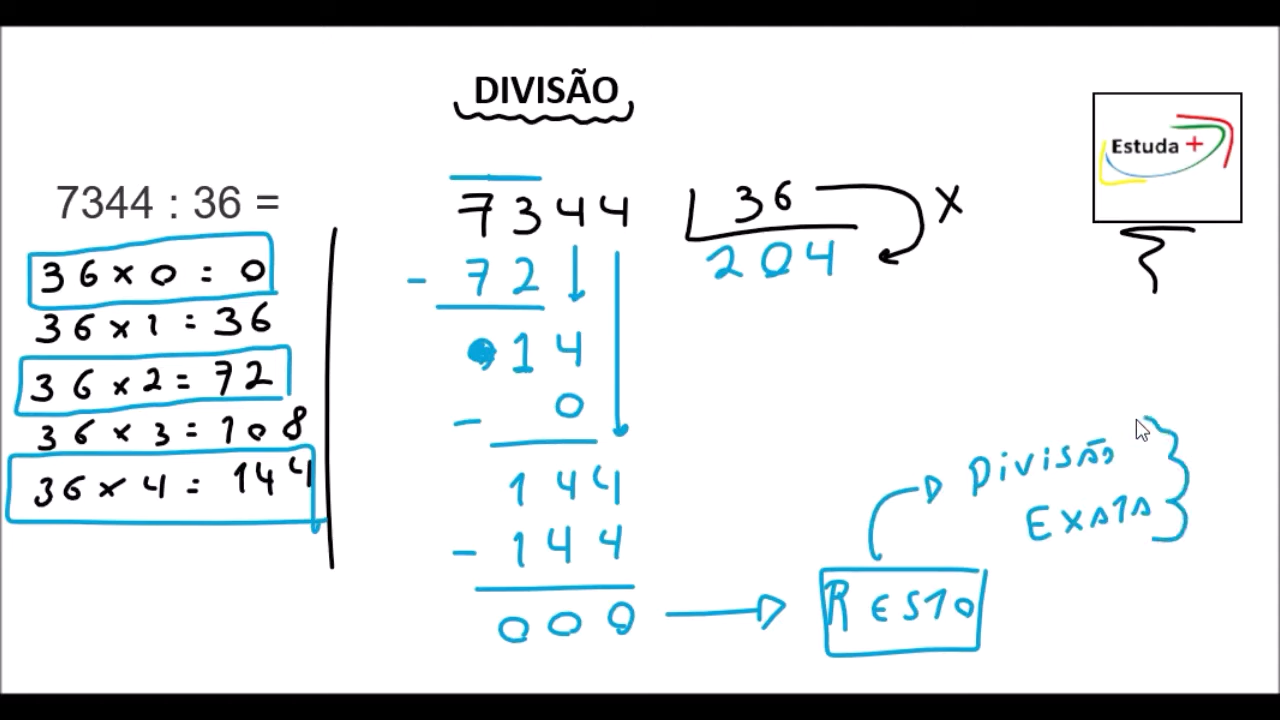 DIVISÃO
Estuda +
7344 : 36 =
36 x 0 = 0
36 x 1 = 36
36 x 2 = 72
36 x 3 = 108
36 x 4 = 144
7344 36 x
- 72 204
014
- 0
144
- 144
000
RESTO
DIVISÃO
EXATA